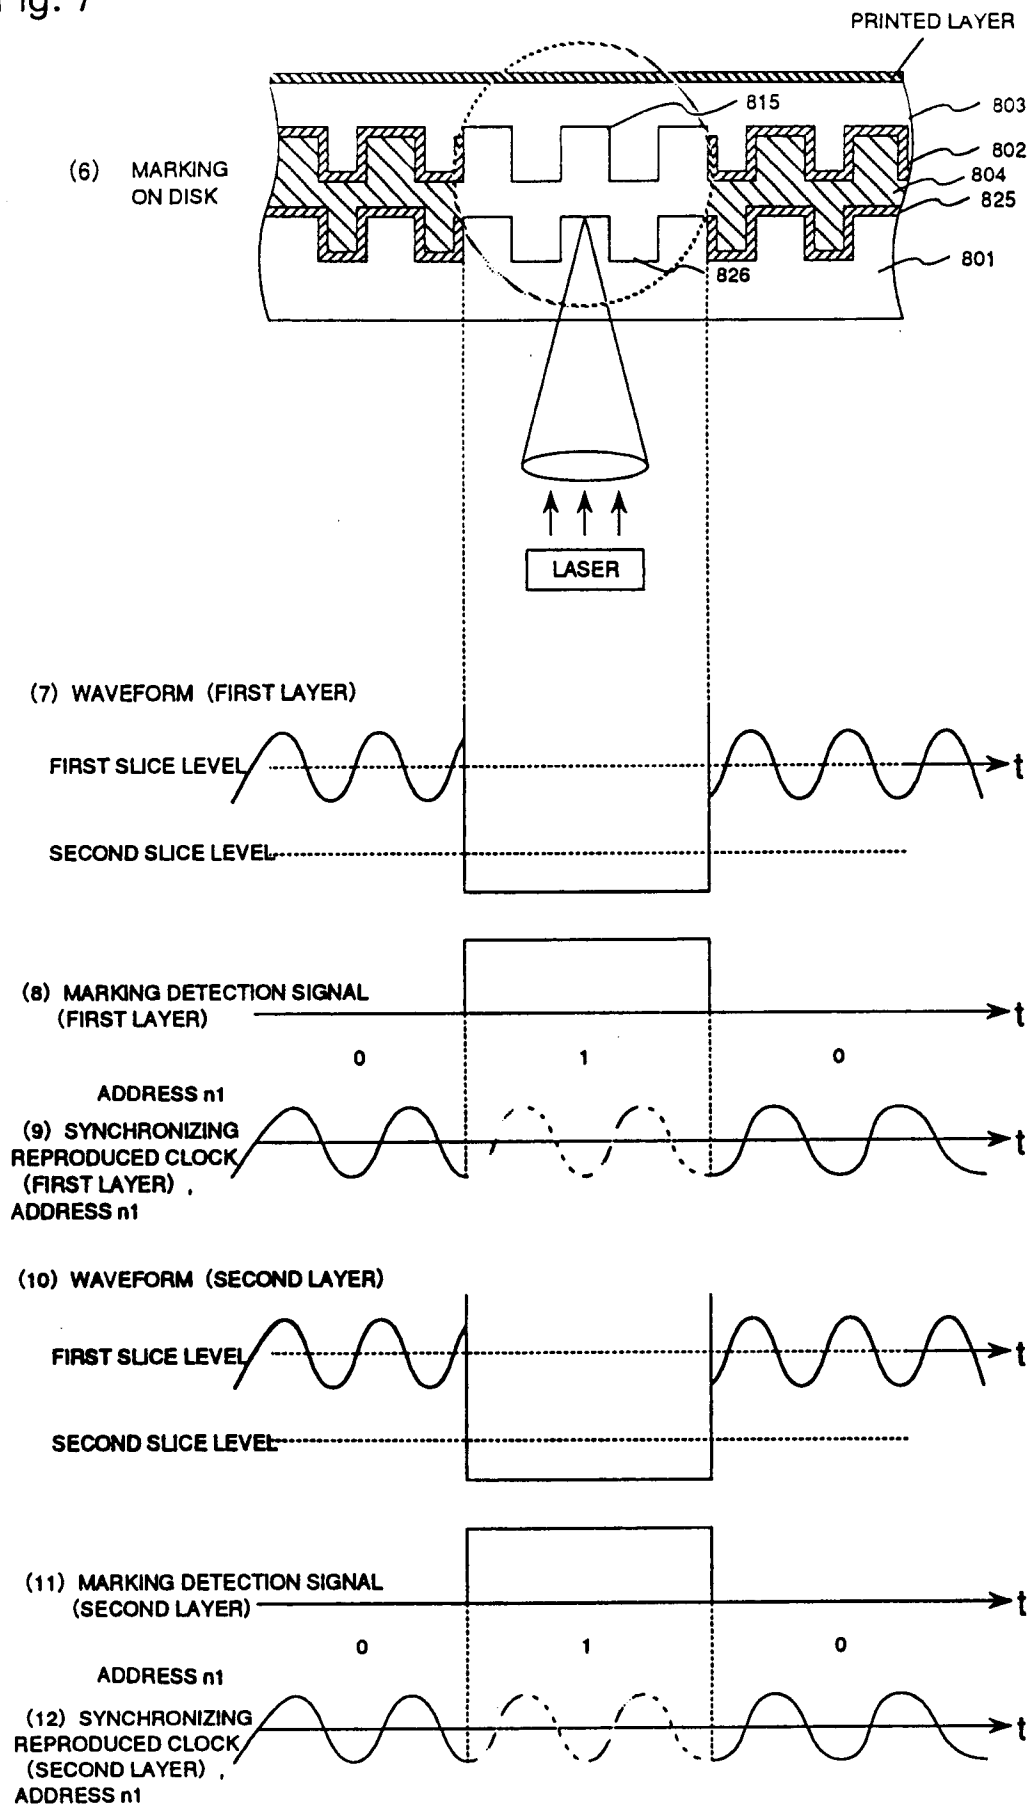 Fig. 7
PRINTED LAYER
815
803
802
804
825
801
826
(6) MARKING
ON DISK
LASER
(7) WAVEFORM (FIRST LAYER)
FIRST SLICE LEVEL
t
SECOND SLICE LEVEL
(8) MARKING DETECTION SIGNAL
(FIRST LAYER)
t
0 1 0
ADDRESS n1
(9) SYNCHRONIZING
REPRODUCED CLOCK
(FIRST LAYER) ,
ADDRESS n1
t
(10) WAVEFORM (SECOND LAYER)
FIRST SLICE LEVEL
t
SECOND SLICE LEVEL
(11) MARKING DETECTION SIGNAL
(SECOND LAYER)
t
0 1 0
ADDRESS n1
(12) SYNCHRONIZING
REPRODUCED CLOCK
(SECOND LAYER) ,
ADDRESS n1
t